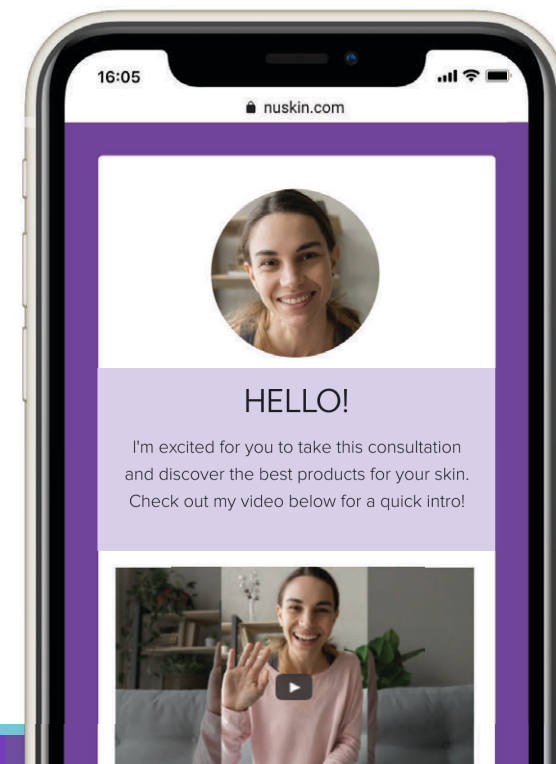 16:05
nuskin.com
HELLO!
I'm excited for you to take this consultation
and discover the best products for your skin.
Check out my video below for a quick intro!